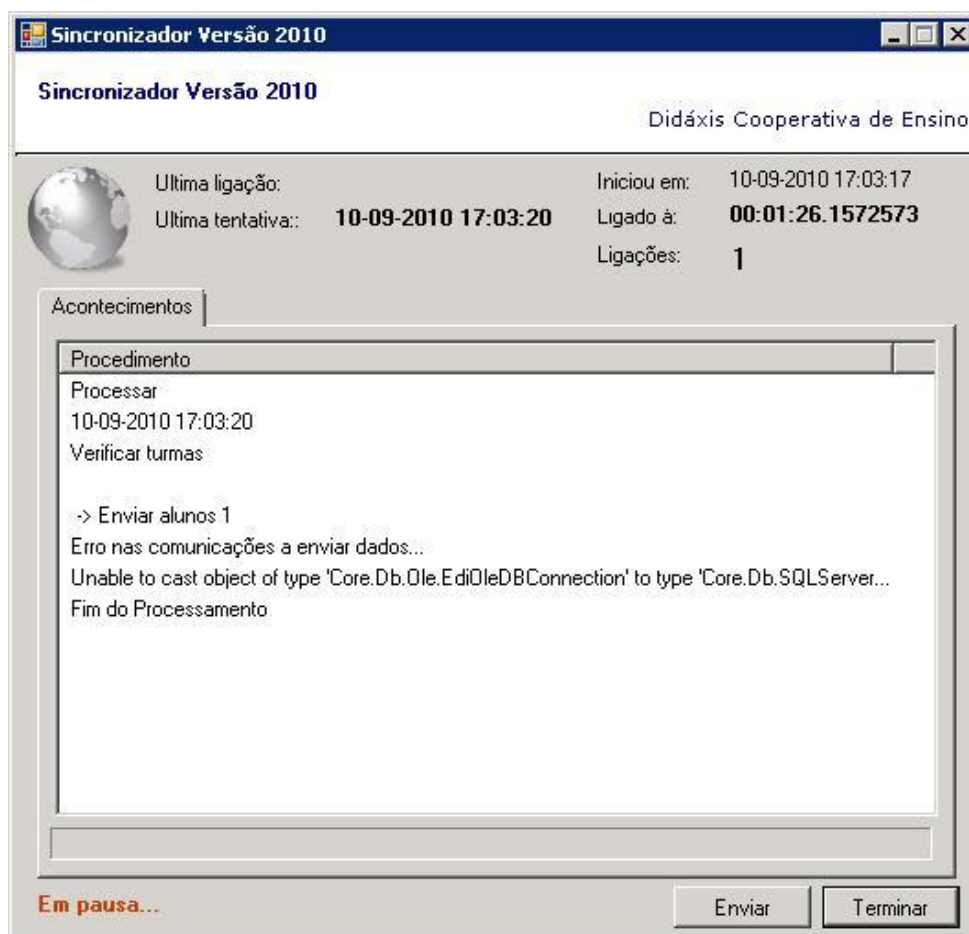 Sincronizador Versão 2010
Sincronizador Versão 2010
Didáxis Cooperativa de Ensino
Ultima ligação:
Ultima tentativa:: 10-09-2010 17:03:20
Iniciou em: 10-09-2010 17:03:17
Ligado à: 00:01:26.1572573
Ligações: 1
Acontecimentos
Procedimento
Processar
10-09-2010 17:03:20
Verificar turmas
-> Enviar alunos 1
Erro nas comunicações a enviar dados...
Unable to cast object of type 'Core.Db.Ole.EdiOleDBConnection' to type 'Core.Db.SQLServer...
Fim do Processamento
Em pausa...
Enviar
Terminar